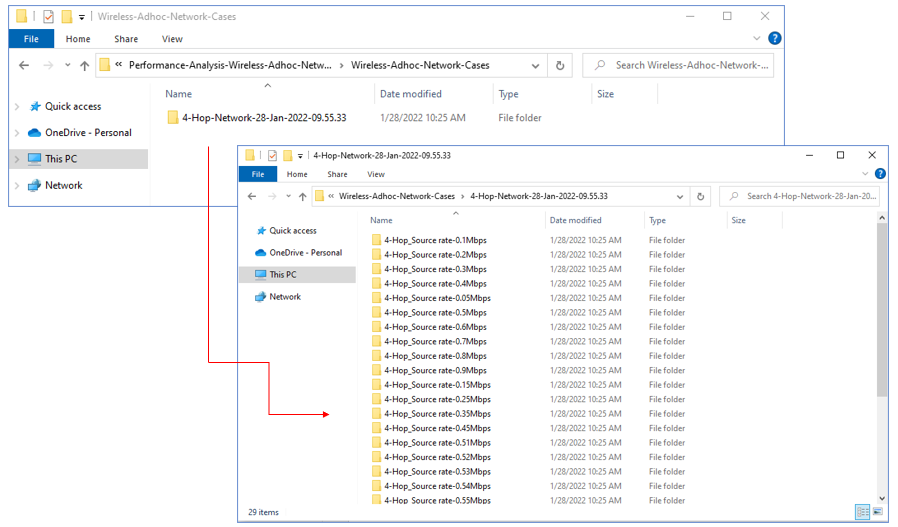 Wireless-Adhoc-Network-Cases
File Home Share View
« Performance-Analysis-Wireless-Adhoc-Netw... › Wireless-Adhoc-Network-Cases Search Wireless-Adhoc-Network-...
Name Date modified Type Size
Quick access
4-Hop-Network-28-Jan-2022-09.55.33 1/28/2022 10:25 AM File folder
OneDrive - Personal
This PC
Network
4-Hop-Network-28-Jan-2022-09.55.33
File Home Share View
« Wireless-Adhoc-Network-Cases › 4-Hop-Network-28-Jan-2022-09.55.33 Search 4-Hop-Network-28-Jan-20...
Name Date modified Type Size
Quick access
OneDrive - Personal
This PC
Network
4-Hop_Source rate-0.1Mbps 1/28/2022 10:25 AM File folder
4-Hop_Source rate-0.2Mbps 1/28/2022 10:25 AM File folder
4-Hop_Source rate-0.3Mbps 1/28/2022 10:25 AM File folder
4-Hop_Source rate-0.4Mbps 1/28/2022 10:25 AM File folder
4-Hop_Source rate-0.05Mbps 1/28/2022 10:25 AM File folder
4-Hop_Source rate-0.5Mbps 1/28/2022 10:25 AM File folder
4-Hop_Source rate-0.6Mbps 1/28/2022 10:25 AM File folder
4-Hop_Source rate-0.7Mbps 1/28/2022 10:25 AM File folder
4-Hop_Source rate-0.8Mbps 1/28/2022 10:25 AM File folder
4-Hop_Source rate-0.9Mbps 1/28/2022 10:25 AM File folder
4-Hop_Source rate-0.15Mbps 1/28/2022 10:25 AM File folder
4-Hop_Source rate-0.25Mbps 1/28/2022 10:25 AM File folder
4-Hop_Source rate-0.35Mbps 1/28/2022 10:25 AM File folder
4-Hop_Source rate-0.45Mbps 1/28/2022 10:25 AM File folder
4-Hop_Source rate-0.51Mbps 1/28/2022 10:25 AM File folder
4-Hop_Source rate-0.52Mbps 1/28/2022 10:25 AM File folder
4-Hop_Source rate-0.53Mbps 1/28/2022 10:25 AM File folder
4-Hop_Source rate-0.54Mbps 1/28/2022 10:25 AM File folder
4-Hop_Source rate-0.55Mbps 1/28/2022 10:25 AM File folder
29 items